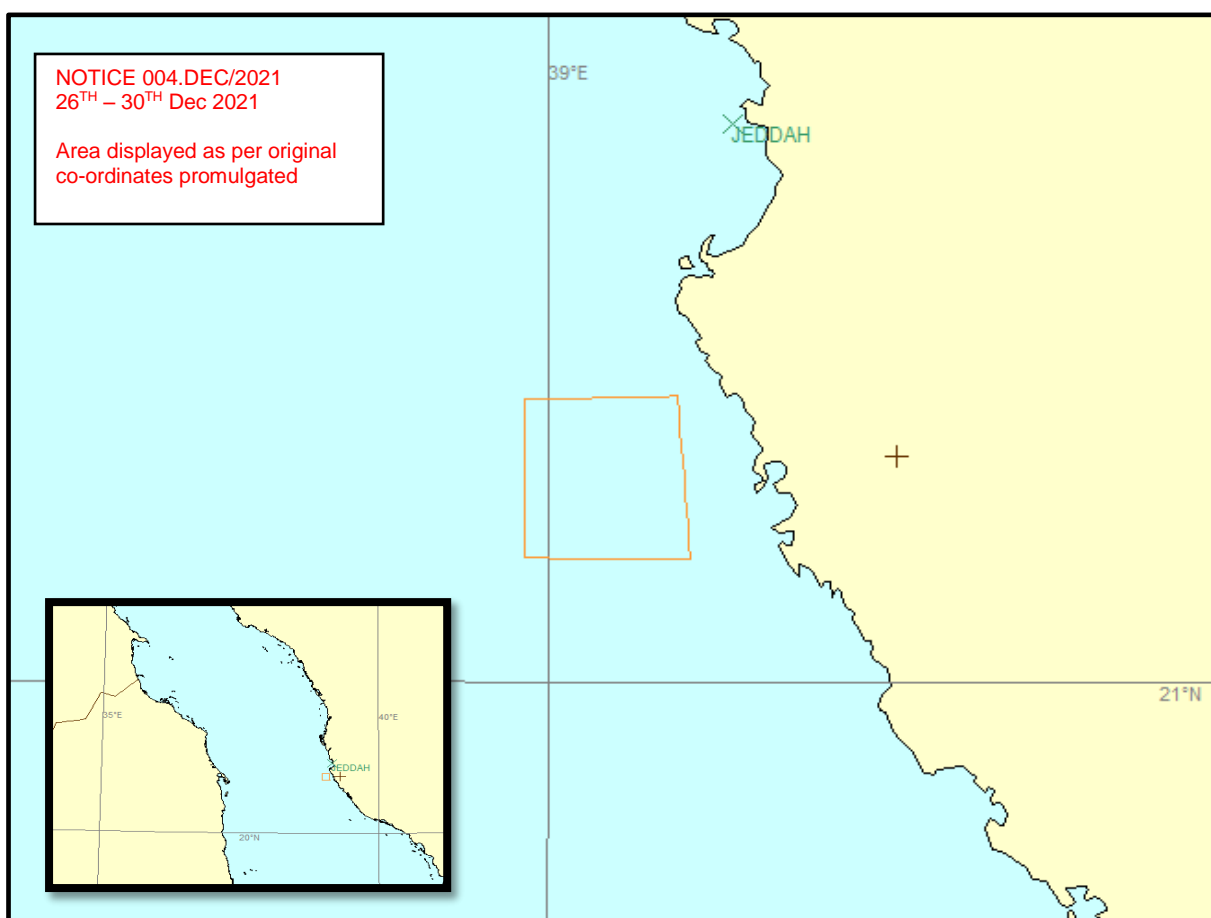 NOTICE 004.DEC/2021
26TH – 30TH Dec 2021
Area displayed as per original
co-ordinates promulgated
39°E
JEDDAH
21°N
35°E
40°E
JEDDAH
20°N